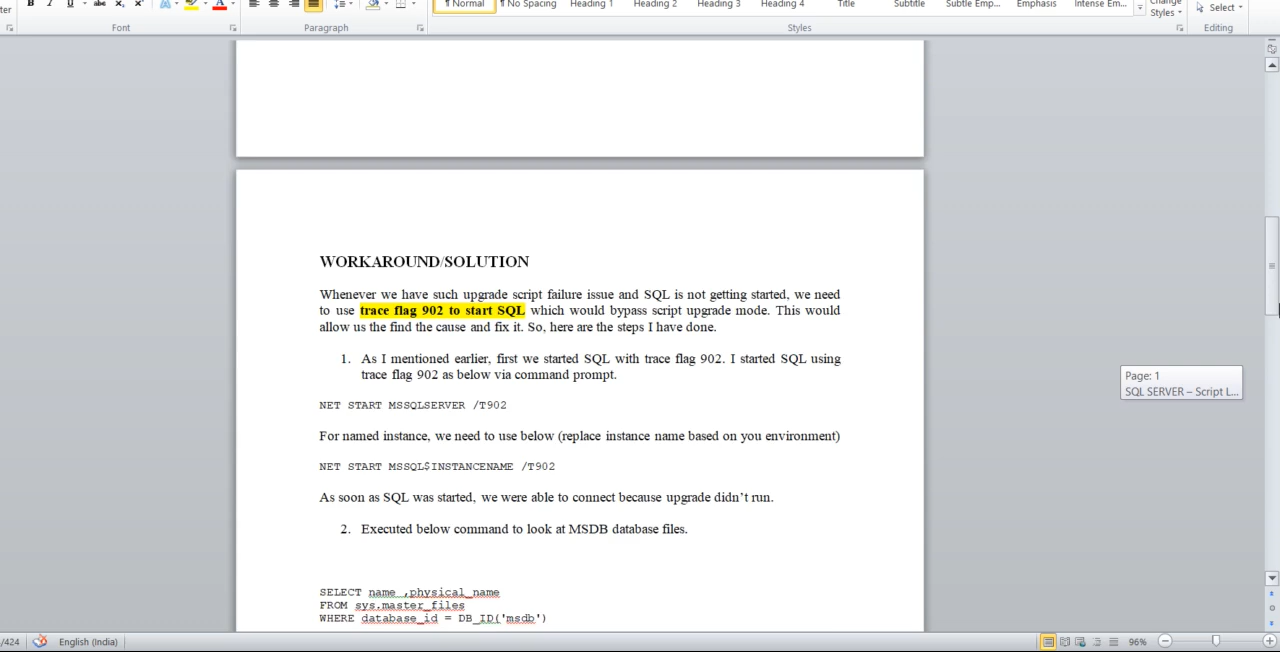 ter
B I U abc x₂ x² A
Normal ¶ No Spacing Heading 1 Heading 2 Heading 3 Heading 4 Title Subtitle Subtle Emp... Emphasis Intense Em... Change Styles Select
Font Paragraph Styles Editing
WORKAROUND/SOLUTION
Whenever we have such upgrade script failure issue and SQL is not getting started, we need
to use trace flag 902 to start SQL which would bypass script upgrade mode. This would
allow us the find the cause and fix it. So, here are the steps I have done.
1. As I mentioned earlier, first we started SQL with trace flag 902. I started SQL using
trace flag 902 as below via command prompt.
Page: 1
SQL SERVER – Script L...
NET START MSSQLSERVER /T902
For named instance, we need to use below (replace instance name based on you environment)
NET START MSSQL$INSTANCENAME /T902
As soon as SQL was started, we were able to connect because upgrade didn't run.
2. Executed below command to look at MSDB database files.
SELECT name ,physical_name
FROM sys.master_files
WHERE database_id = DB_ID('msdb')
/424 English (India) 96%